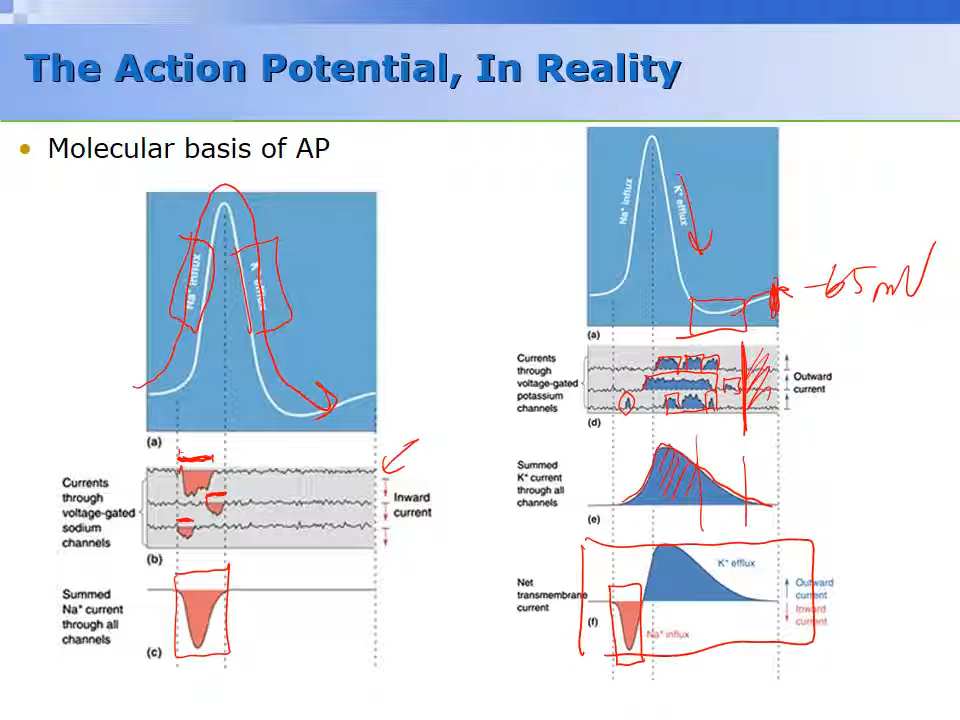 The Action Potential, In Reality
• Molecular basis of AP
Na⁺ influx
K⁺ efflux
(a)
Currents
through
voltage-gated
sodium
channels
Inward
current
(b)
Summed
Na⁺ current
through all
channels
(c)
Na⁺ influx
K⁺ efflux
-65 mV
(a)
Currents
through
voltage-gated
potassium
channels
Outward
current
(d)
Summed
K⁺ current
through all
channels
(e)
Net
transmembrane
current
K⁺ efflux
Outward
current
Inward
current
(f)
Na⁺ influx